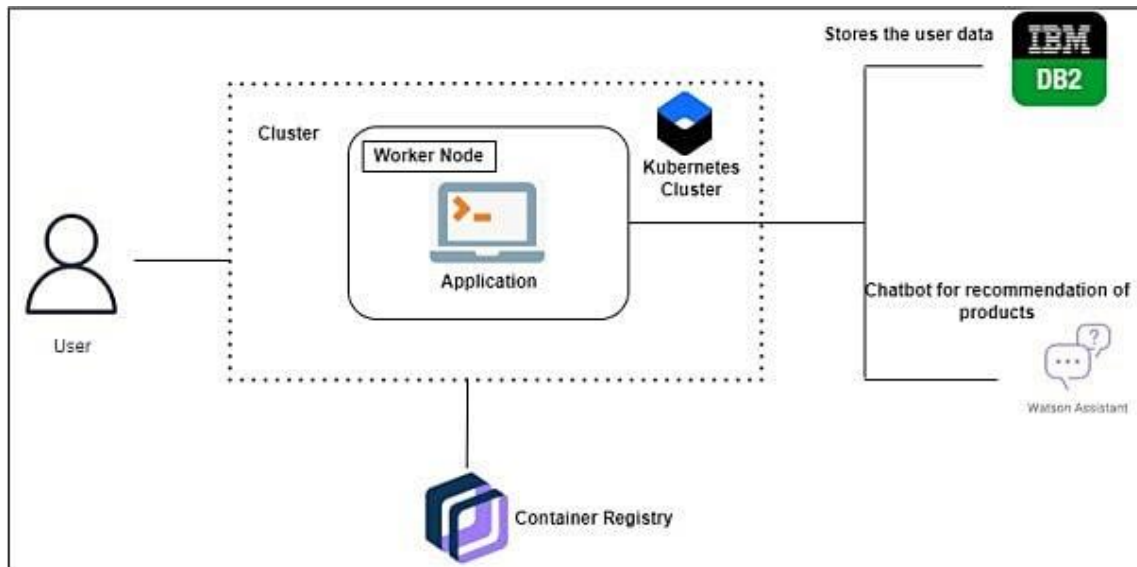 Stores the user data
IBM
DB2
Cluster
Worker Node
Kubernetes
Cluster
Application
User
Chatbot for recommendation of
products
?
Watson Assistant
Container Registry